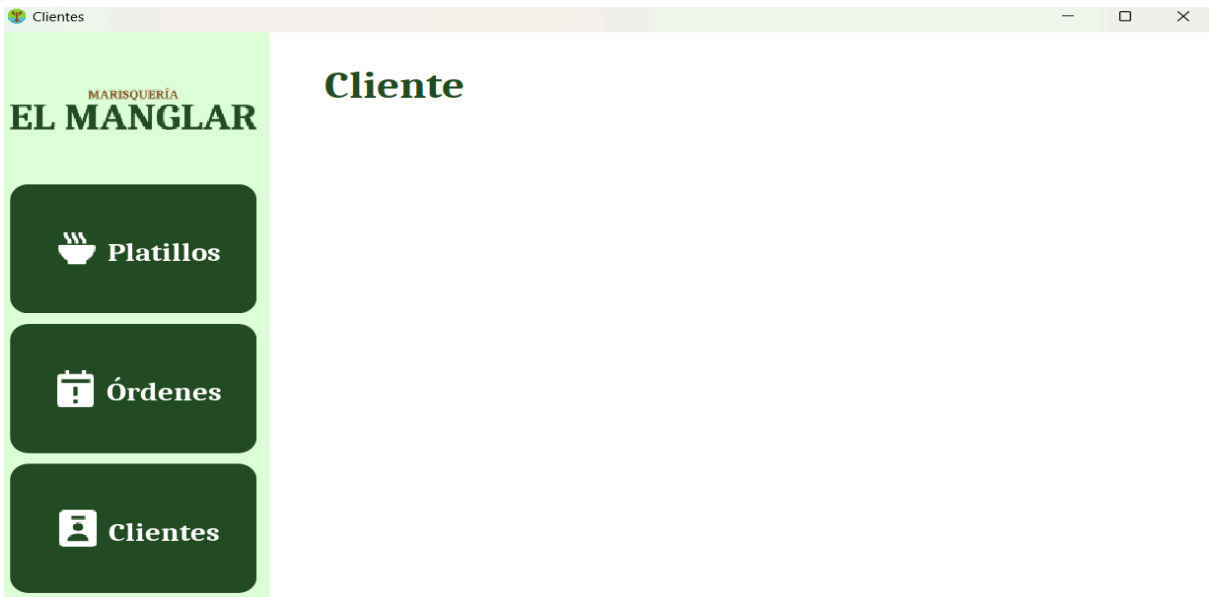 Clientes
MARISQUERÍA
EL MANGLAR
Platillos
Órdenes
Clientes
Cliente